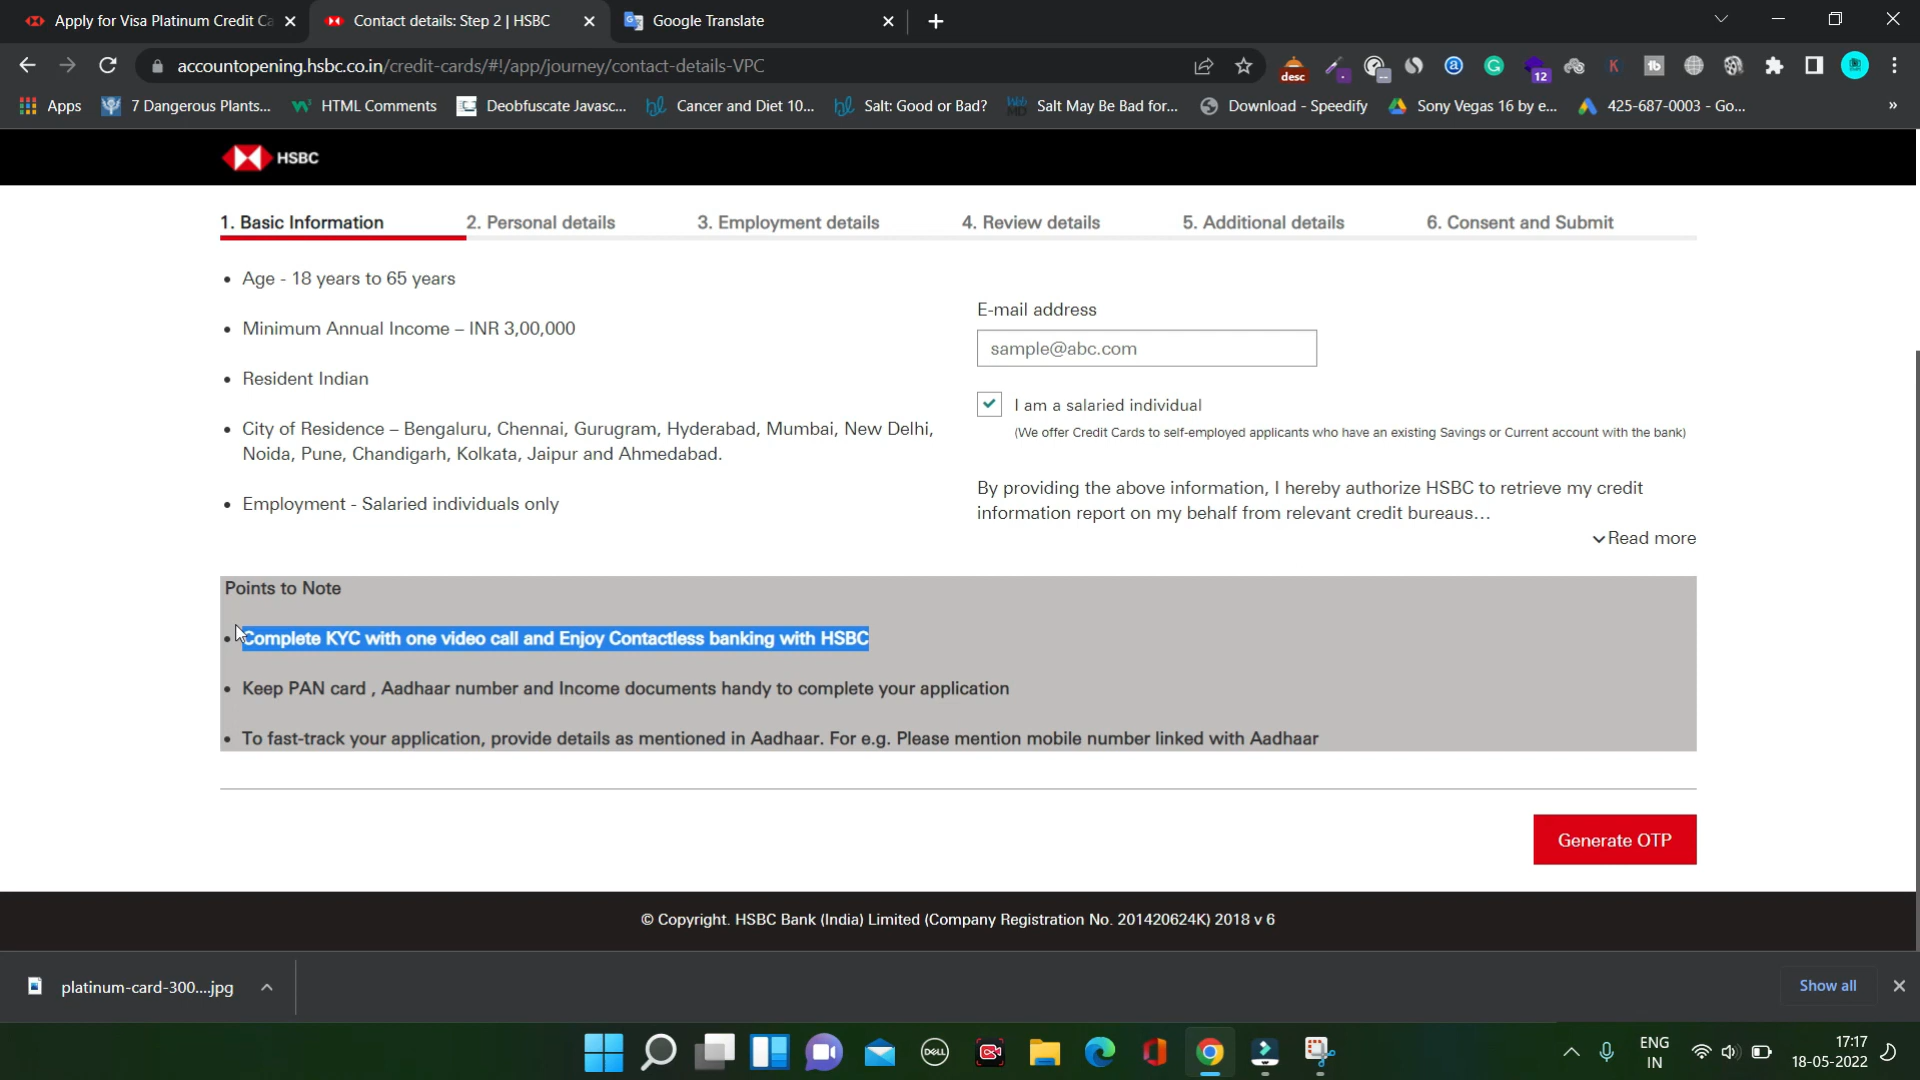 Apply for Visa Platinum Credit Ca
Contact details: Step 2 | HSBC
Google Translate
accountopening.hsbc.co.in/credit-cards/#!/app/journey/contact-details-VPC
desc
12
Apps
7 Dangerous Plants...
HTML Comments
Deobfuscate Javasc...
Cancer and Diet 10...
Salt: Good or Bad?
Salt May Be Bad for...
Download - Speedify
Sony Vegas 16 by e...
425-687-0003 - Go...
HSBC
1. Basic Information
2. Personal details
3. Employment details
4. Review details
5. Additional details
6. Consent and Submit
• Age - 18 years to 65 years
• Minimum Annual Income – INR 3,00,000
• Resident Indian
• City of Residence – Bengaluru, Chennai, Gurugram, Hyderabad, Mumbai, New Delhi,
Noida, Pune, Chandigarh, Kolkata, Jaipur and Ahmedabad.
• Employment - Salaried individuals only
E-mail address
sample@abc.com
I am a salaried individual
(We offer Credit Cards to self-employed applicants who have an existing Savings or Current account with the bank)
By providing the above information, I hereby authorize HSBC to retrieve my credit
information report on my behalf from relevant credit bureaus...
Read more
Points to Note
• Complete KYC with one video call and Enjoy Contactless banking with HSBC
• Keep PAN card , Aadhaar number and Income documents handy to complete your application
• To fast-track your application, provide details as mentioned in Aadhaar. For e.g. Please mention mobile number linked with Aadhaar
Generate OTP
© Copyright. HSBC Bank (India) Limited (Company Registration No. 201420624K) 2018 v 6
platinum-card-300....jpg
Show all
DELL
ENG
IN
17:17
18-05-2022